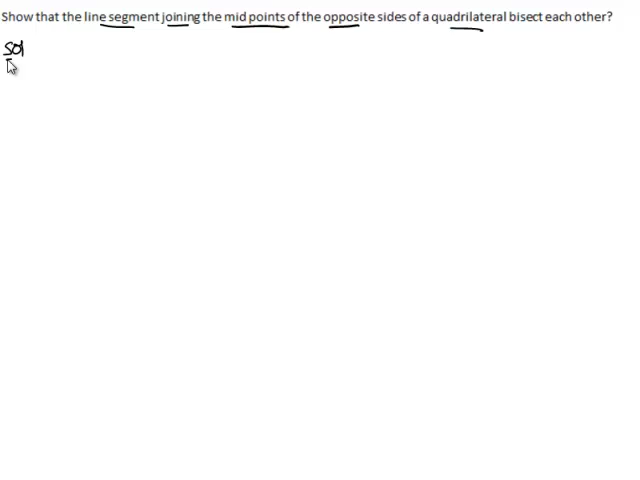 Show that the line segment joining the mid points of the opposite sides of a quadrilateral bisect each other?
Sol